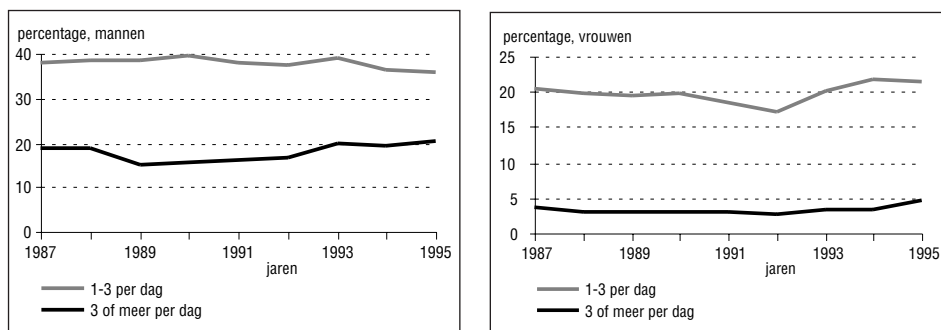 percentage, mannen
40
30
20
10
0
1987 1989 1991 1993 1995
jaren
1-3 per dag
3 of meer per dag
percentage, vrouwen
25
20
15
10
5
0
1987 1989 1991 1993 1995
jaren
1-3 per dag
3 of meer per dag